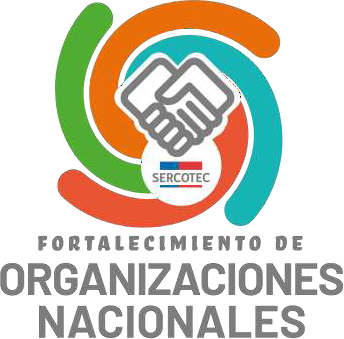 SERCOTEC
FORTALECIMIENTO DE
ORGANIZACIONES
NACIONALES